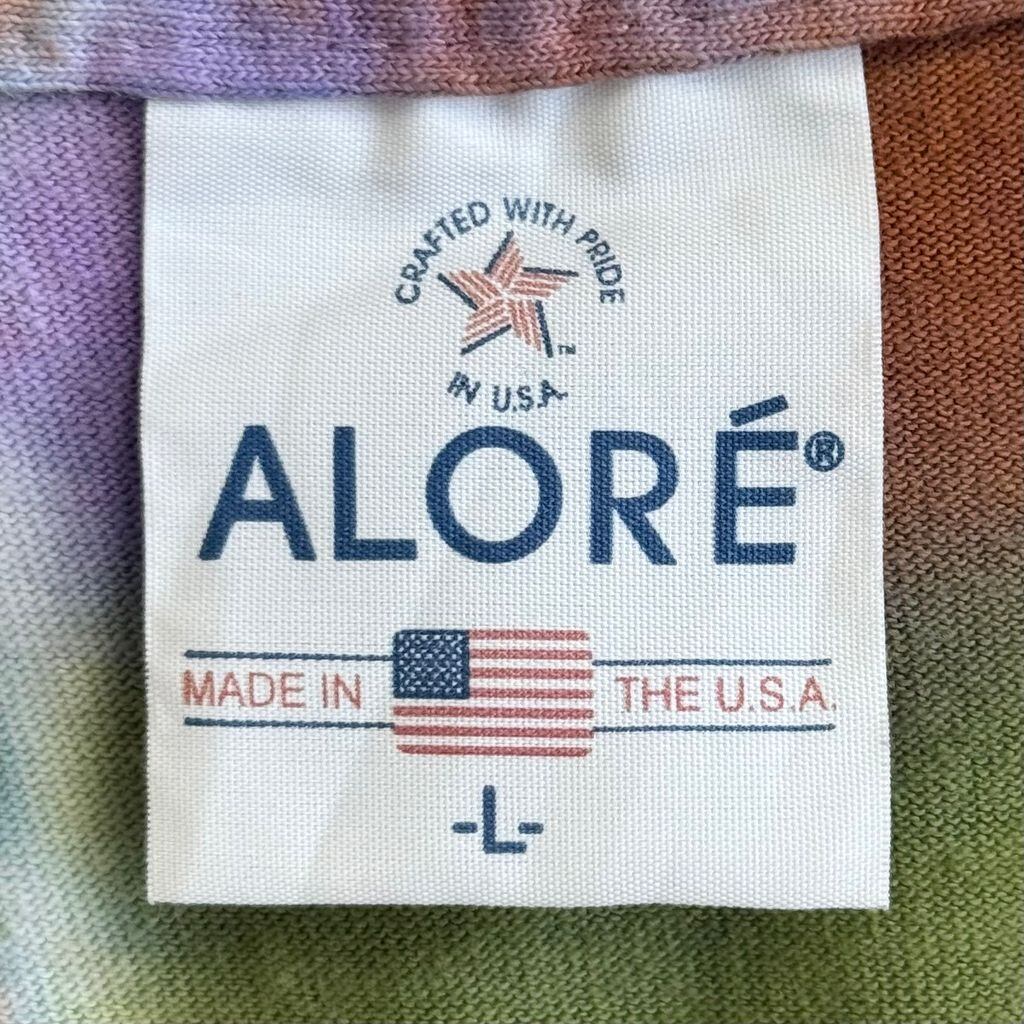 CRAFTED WITH PRIDE
™
IN U.S.A.
ALORÉ®
MADE IN THE U.S.A.
-L-